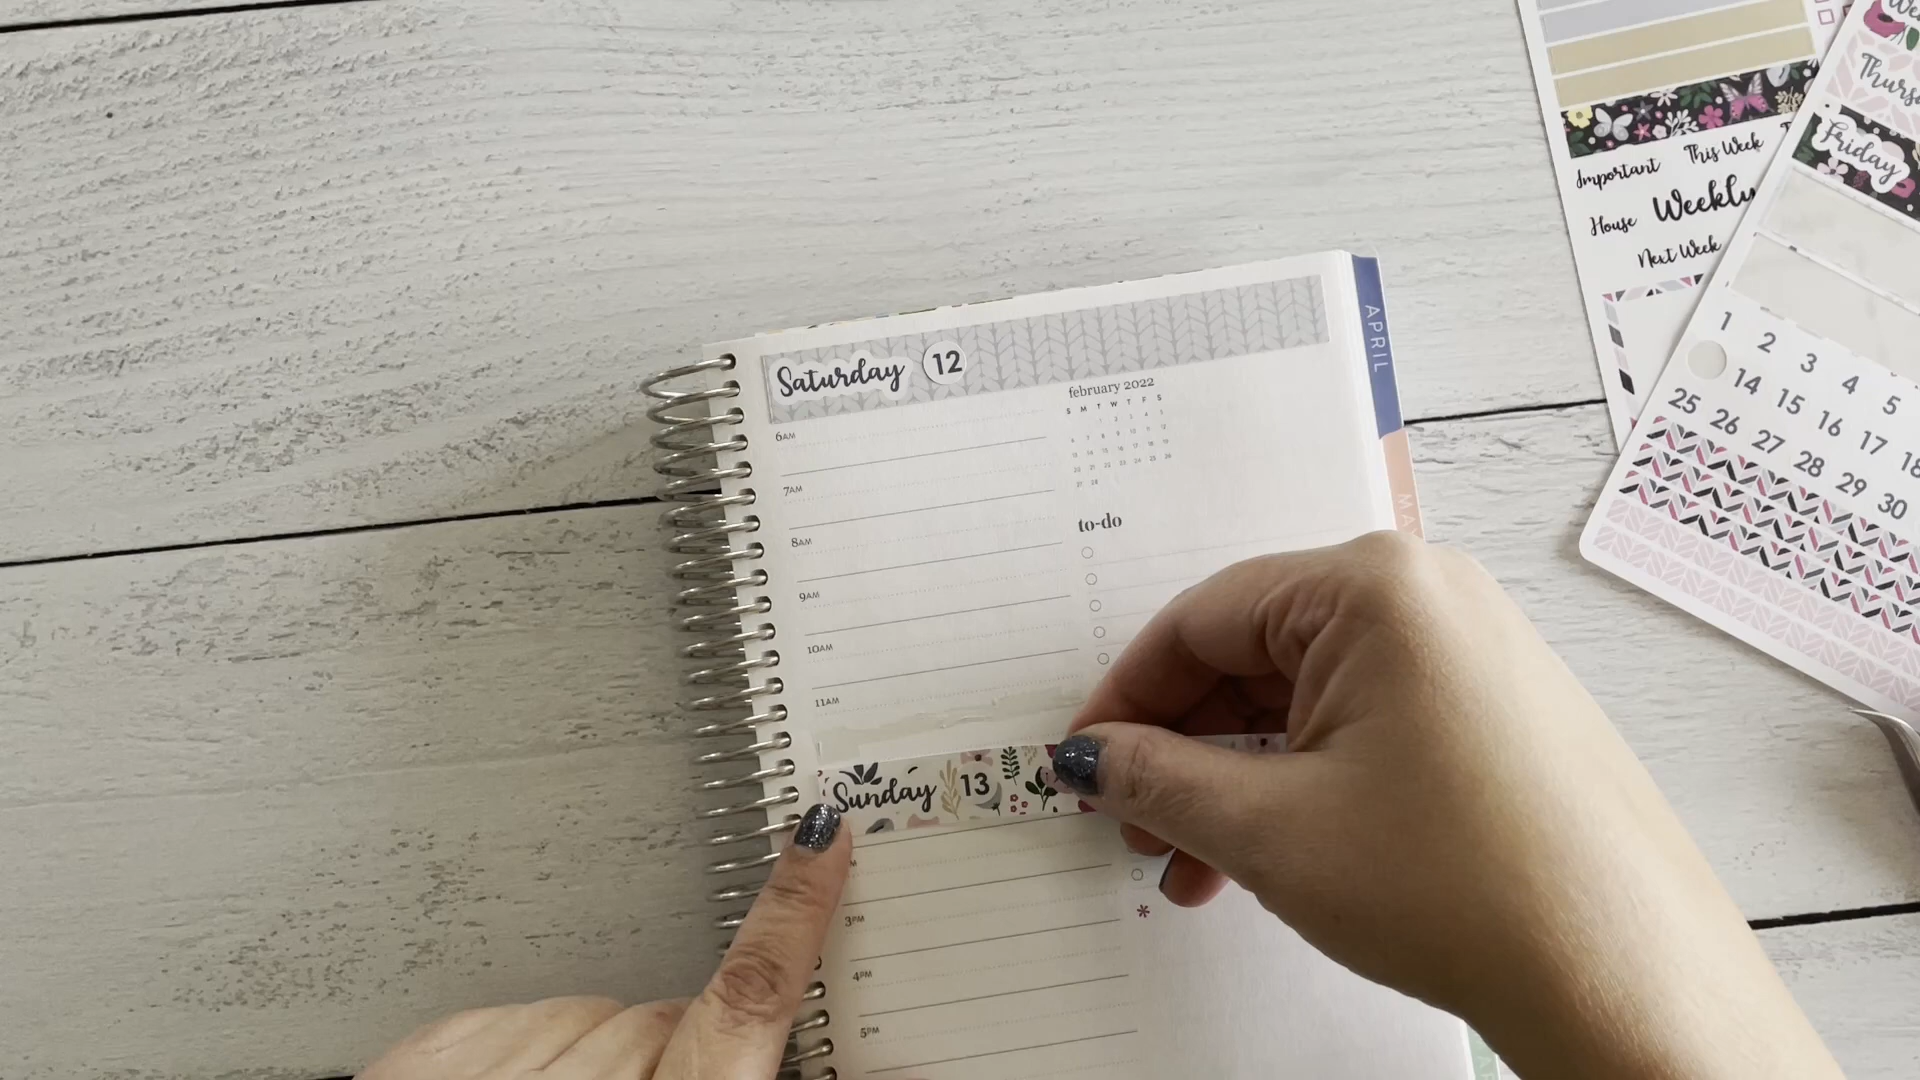 Saturday 12
february 2022
S M T W T F S
6AM
7AM
8AM
9AM
10AM
11AM
to-do
Sunday 13
3PM
4PM
5PM
APRIL
MA
Important This Week
House Weekly
Next Week
Friday
1 2 3 4 5
14 15 16 17 18
25 26 27 28 29 30